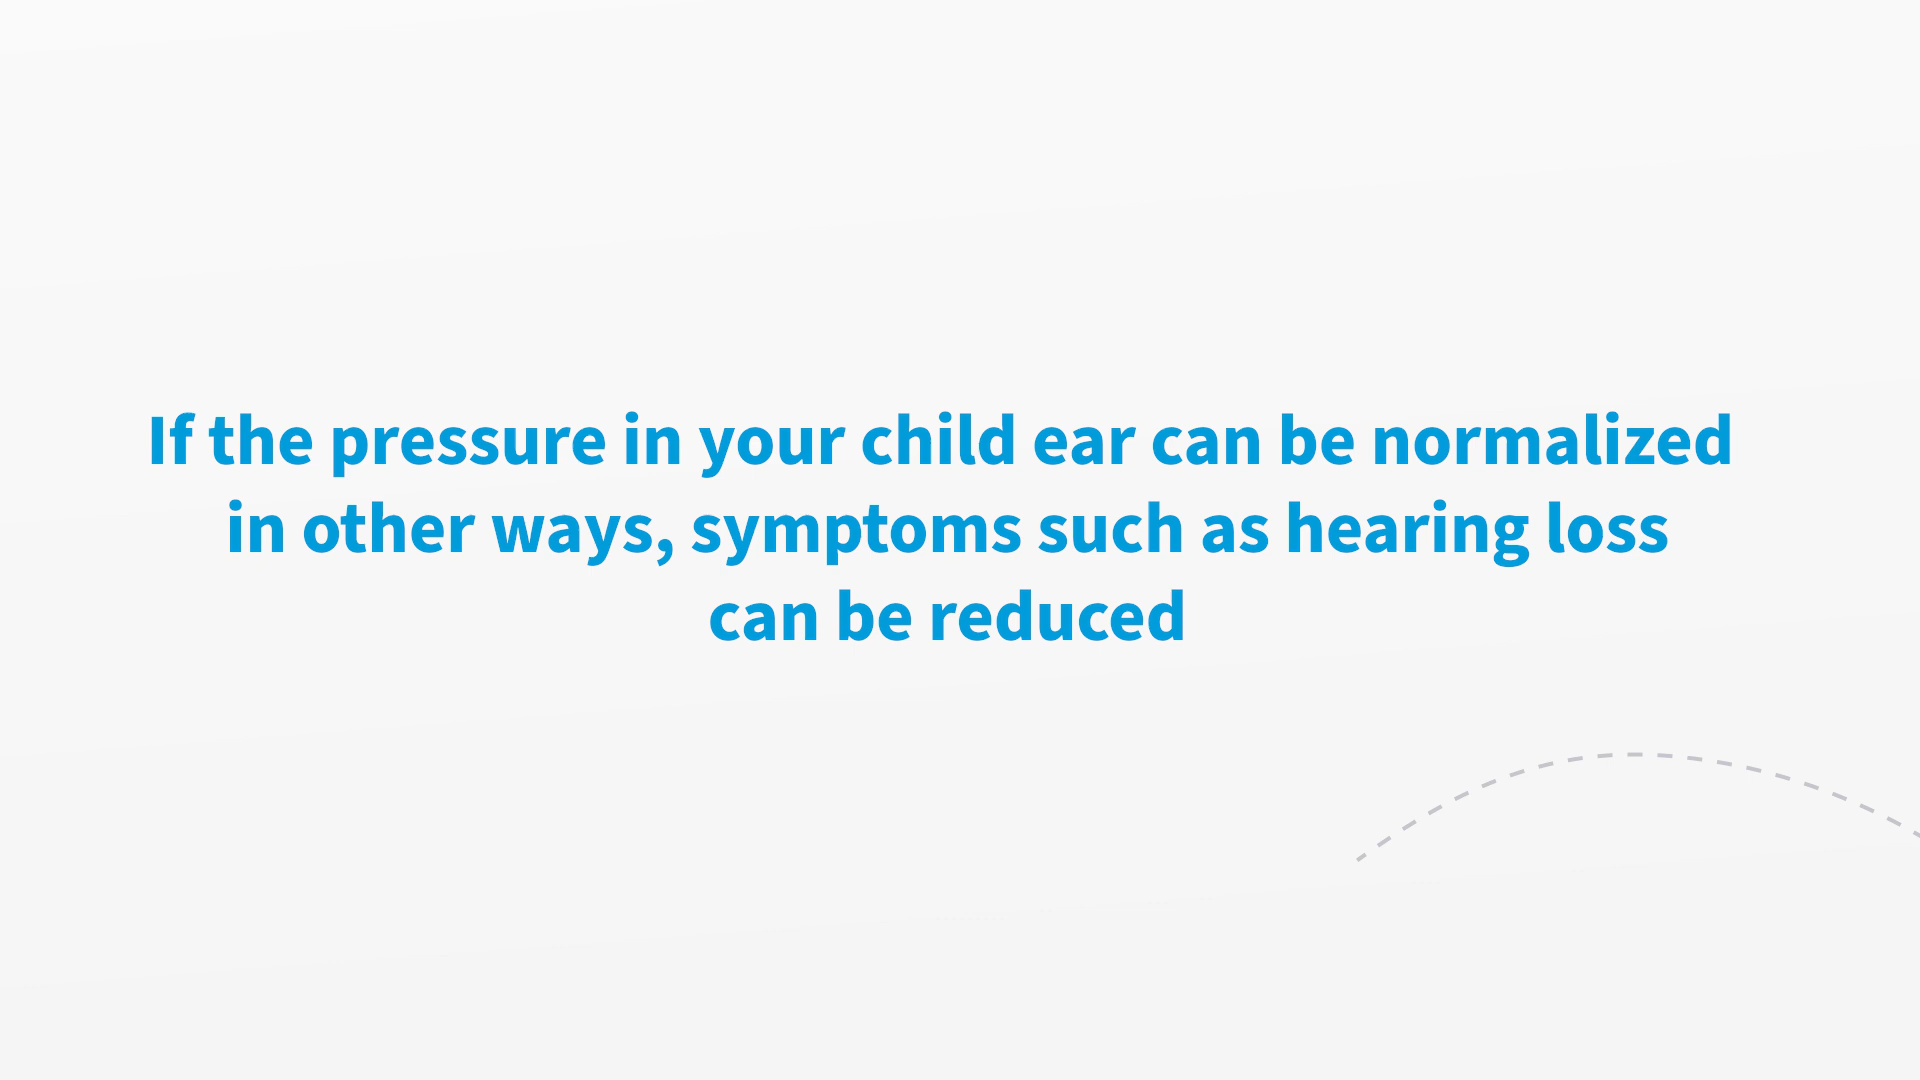 If the pressure in your child ear can be normalized
in other ways, symptoms such as hearing loss
can be reduced